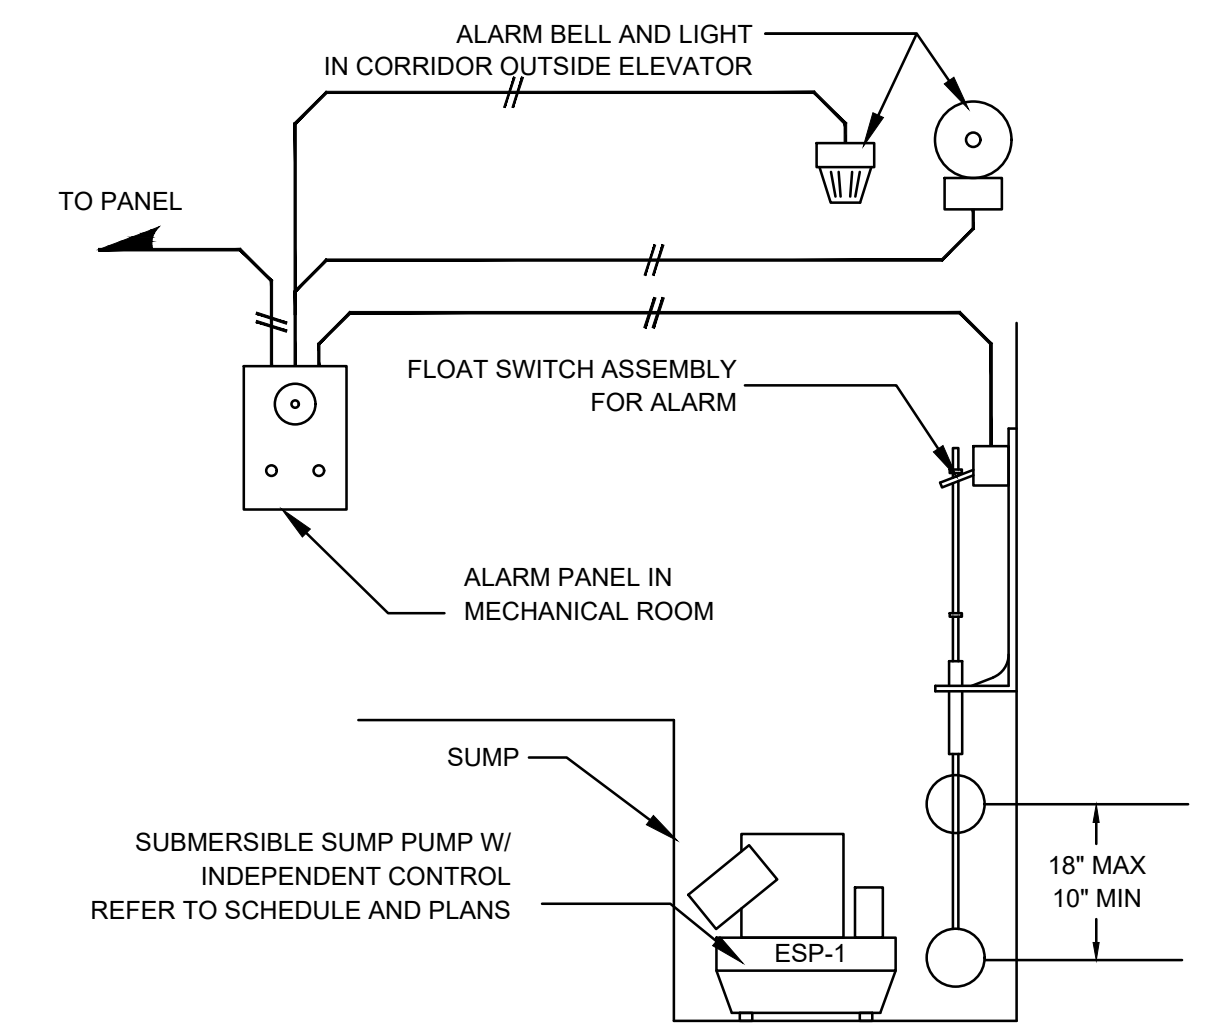 ALARM BELL AND LIGHT
IN CORRIDOR OUTSIDE ELEVATOR
TO PANEL
FLOAT SWITCH ASSEMBLY
FOR ALARM
ALARM PANEL IN
MECHANICAL ROOM
SUMP
SUBMERSIBLE SUMP PUMP W/
INDEPENDENT CONTROL
REFER TO SCHEDULE AND PLANS
18" MAX
10" MIN
ESP-1